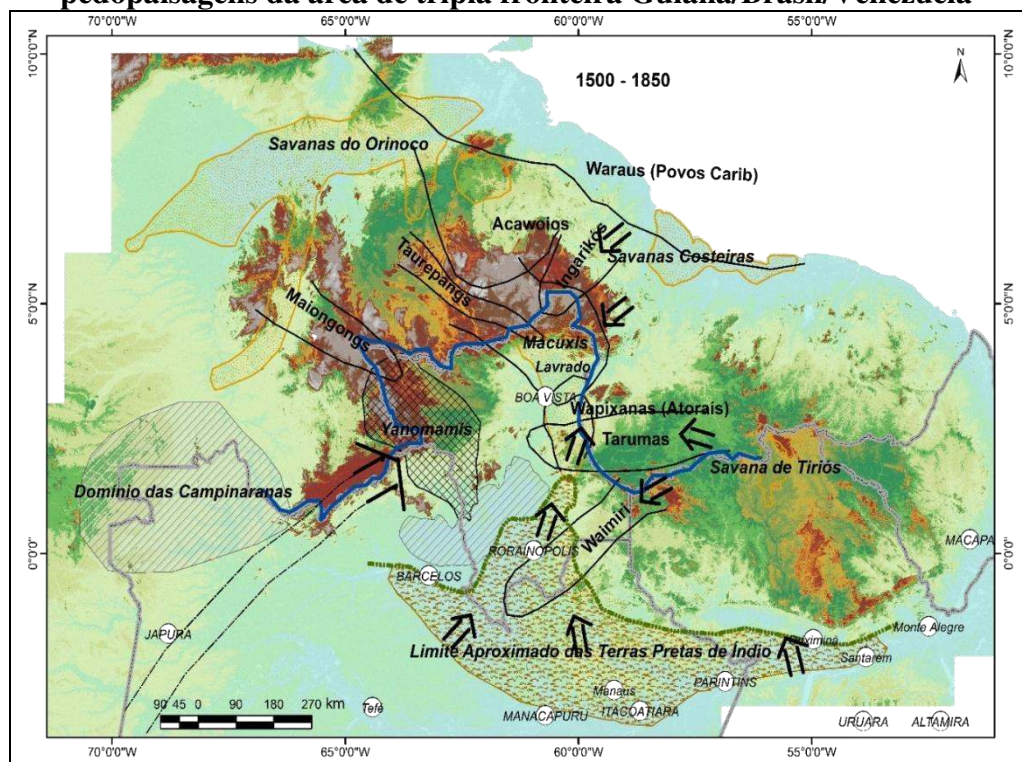 pedopaisagens da área de tríplice fronteira Guiana/Brasil/Venezuela
70°0'0"W 65°0'0"W 60°0'0"W 55°0'0"W
10°0'0"N 10°0'0"N
N
1500 - 1850
Savanas do Orinoco
Waraus (Povos Carib)
Acawoios
Ingarikós
Savanas Costeiras
Taurepangs
5°0'0"N 5°0'0"N
Maiongongs
Macuxis
Lavrado
BOA VISTA
Wapixanas (Atorais)
Yanomamis
Tarumas
Savana de Tiriós
Domínio das Campinaranas
Waimiri
MACAPA
0°0'0" 0°0'0"
RORAINOPOLIS
BARCELOS
JAPURA
Monte Alegre
Oriximiná
Limite Aproximado das Terras Pretas de Índio
Santarém
PARINTINS
Manaus
Tefé
MANACAPURU
ITACOATIARA
URUARA
ALTAMIRA
90 45 0 90 180 270 km
70°0'0"W 65°0'0"W 60°0'0"W 55°0'0"W